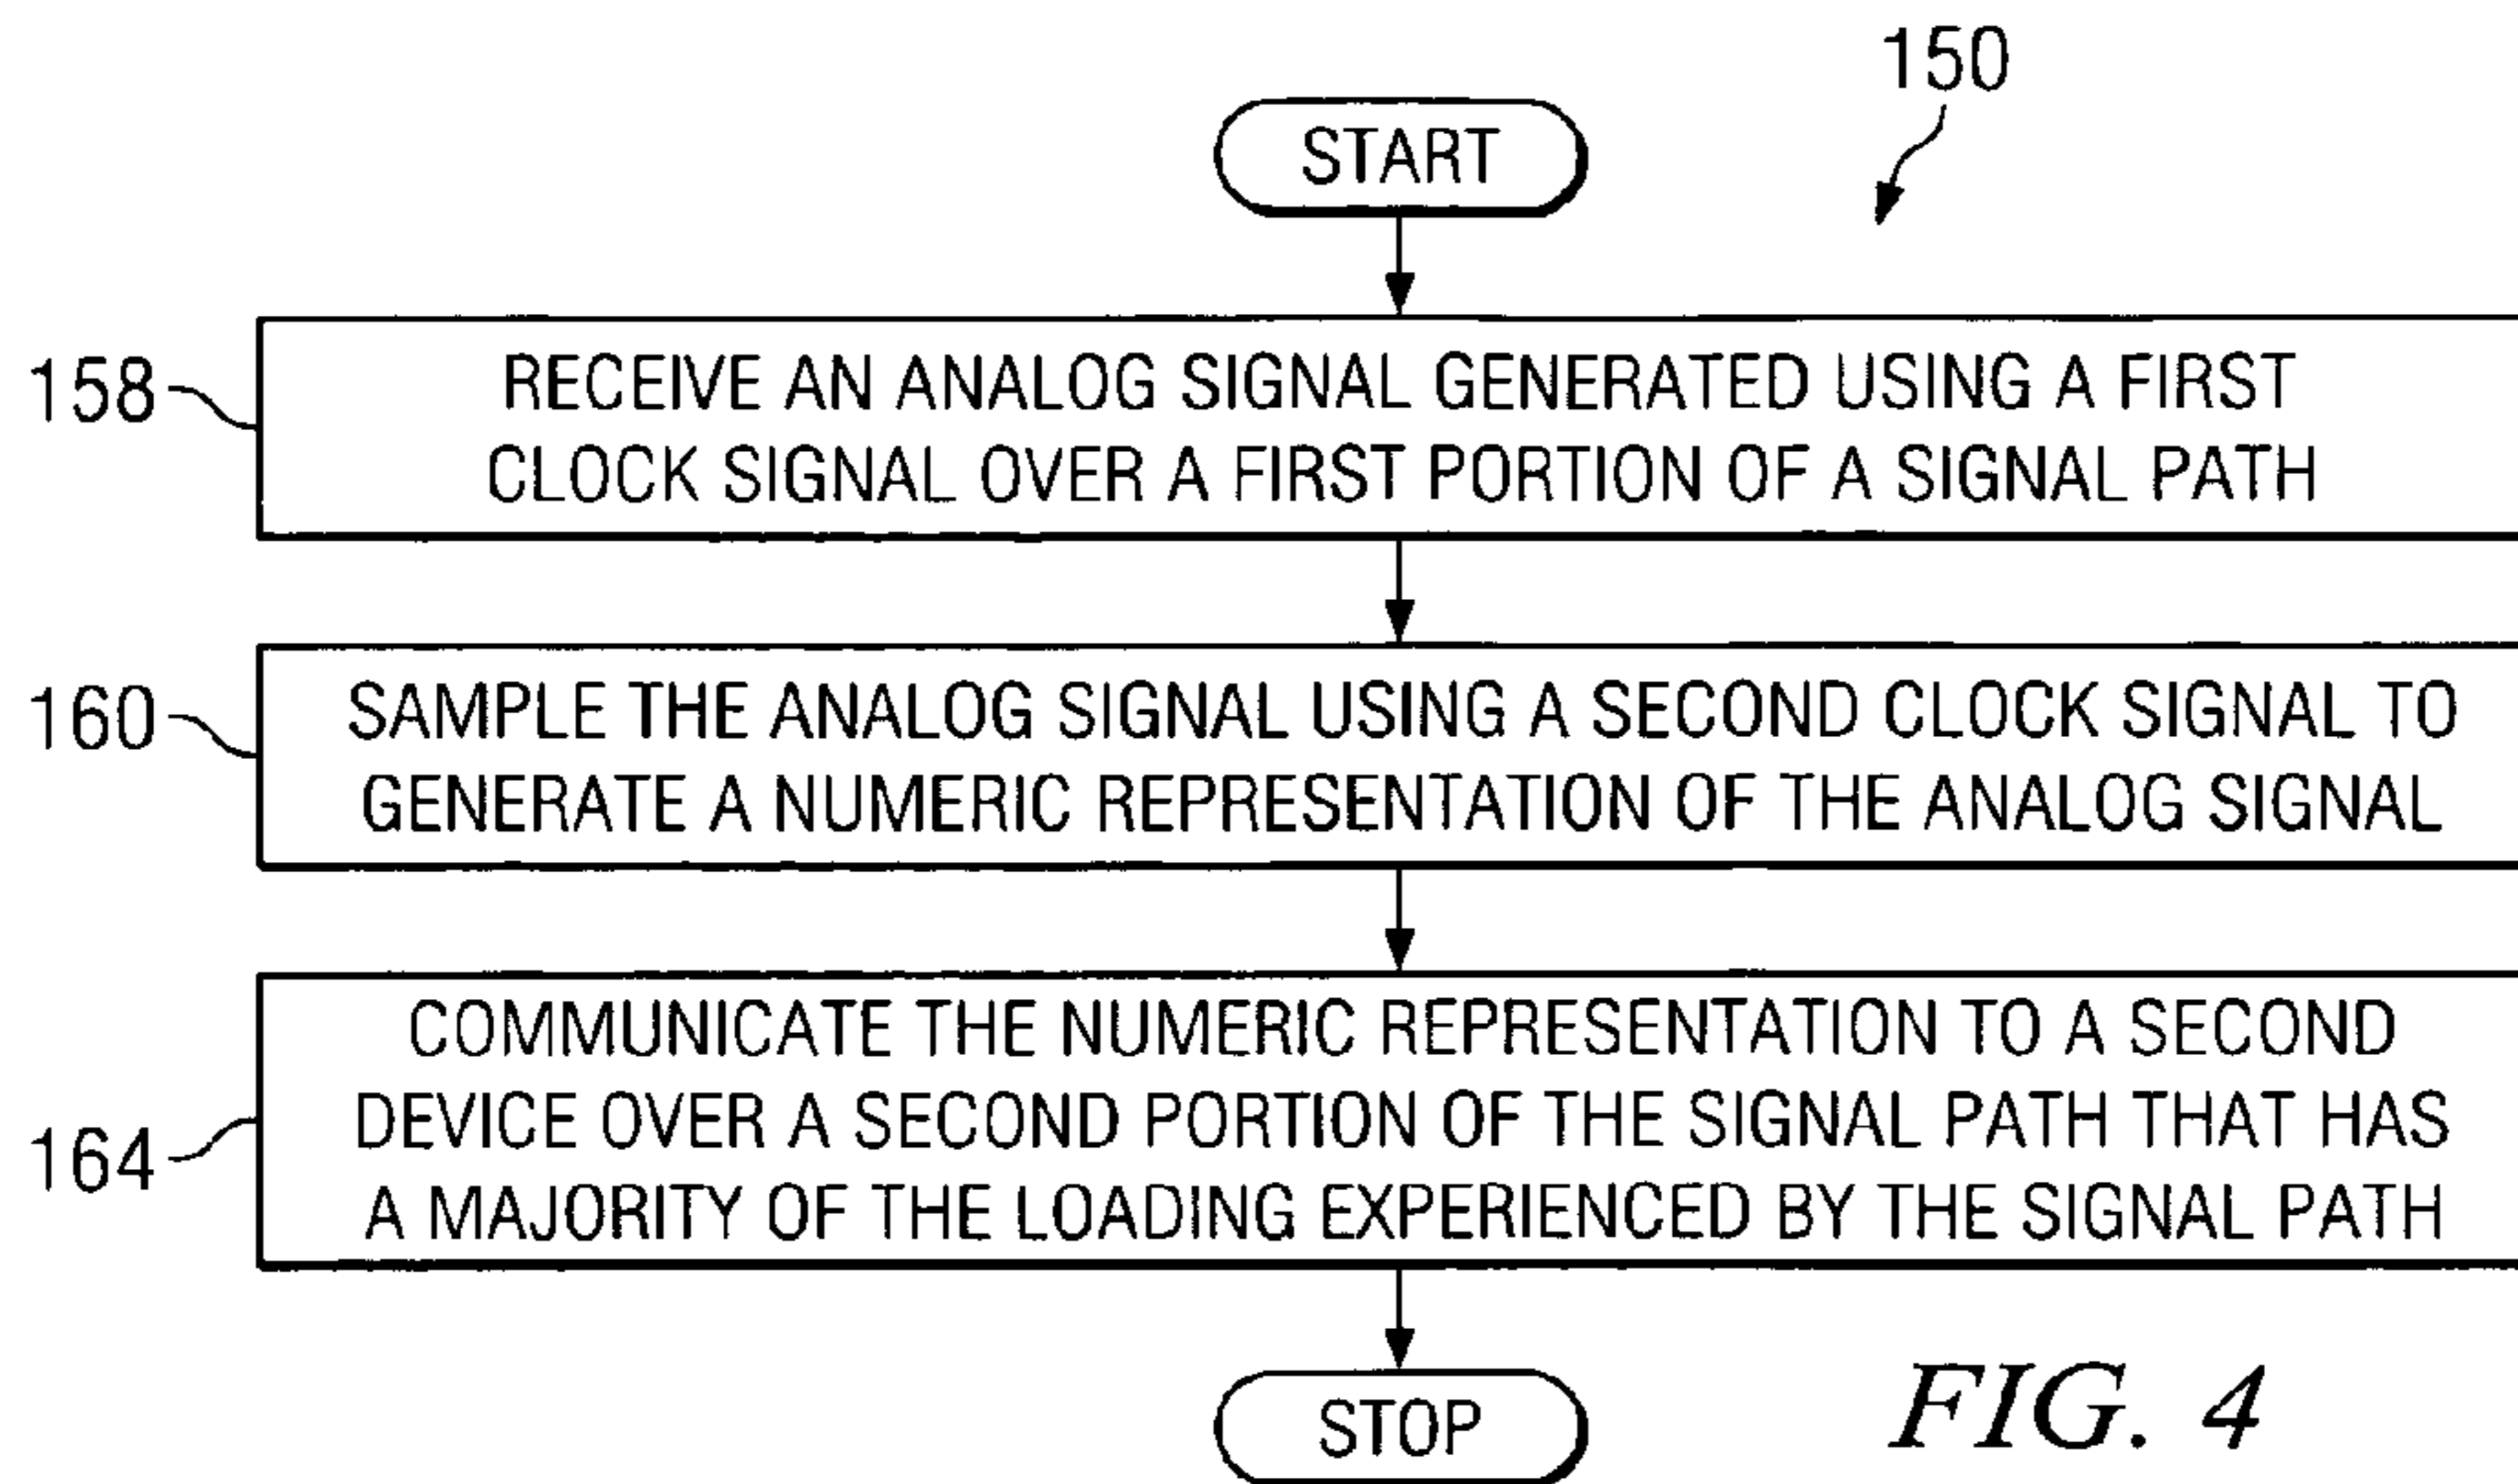 150
START
158
RECEIVE AN ANALOG SIGNAL GENERATED USING A FIRST
CLOCK SIGNAL OVER A FIRST PORTION OF A SIGNAL PATH
160
SAMPLE THE ANALOG SIGNAL USING A SECOND CLOCK SIGNAL TO
GENERATE A NUMERIC REPRESENTATION OF THE ANALOG SIGNAL
164
COMMUNICATE THE NUMERIC REPRESENTATION TO A SECOND
DEVICE OVER A SECOND PORTION OF THE SIGNAL PATH THAT HAS
A MAJORITY OF THE LOADING EXPERIENCED BY THE SIGNAL PATH
STOP
FIG. 4